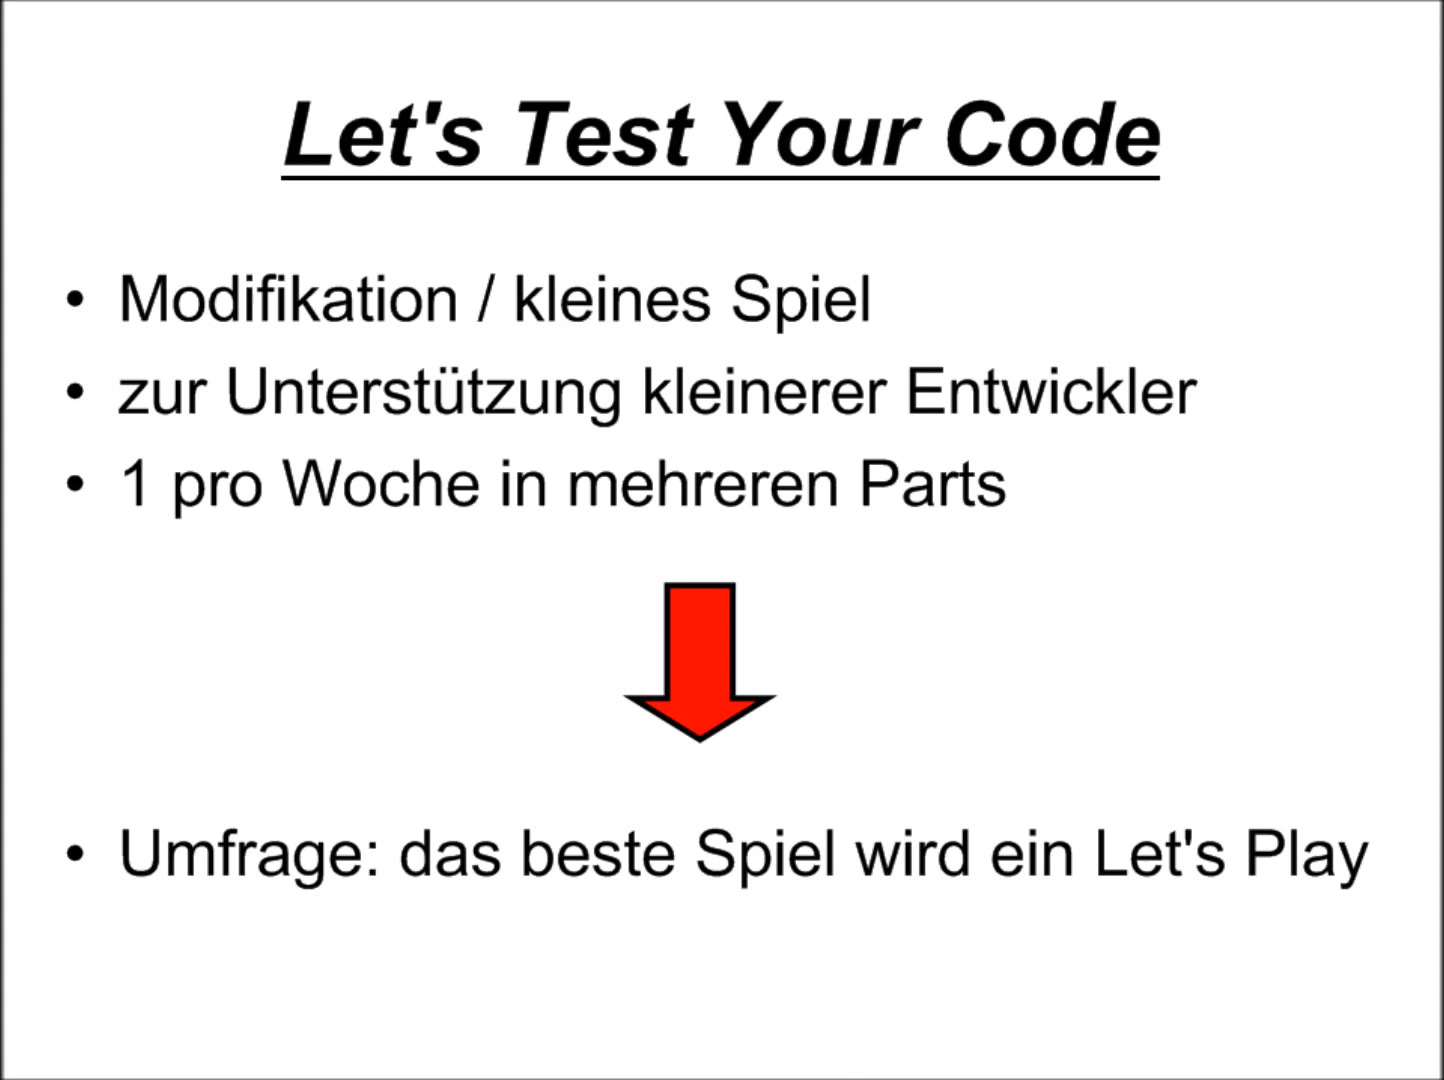 Let's Test Your Code
• Modifikation / kleines Spiel
• zur Unterstützung kleinerer Entwickler
• 1 pro Woche in mehreren Parts
• Umfrage: das beste Spiel wird ein Let's Play